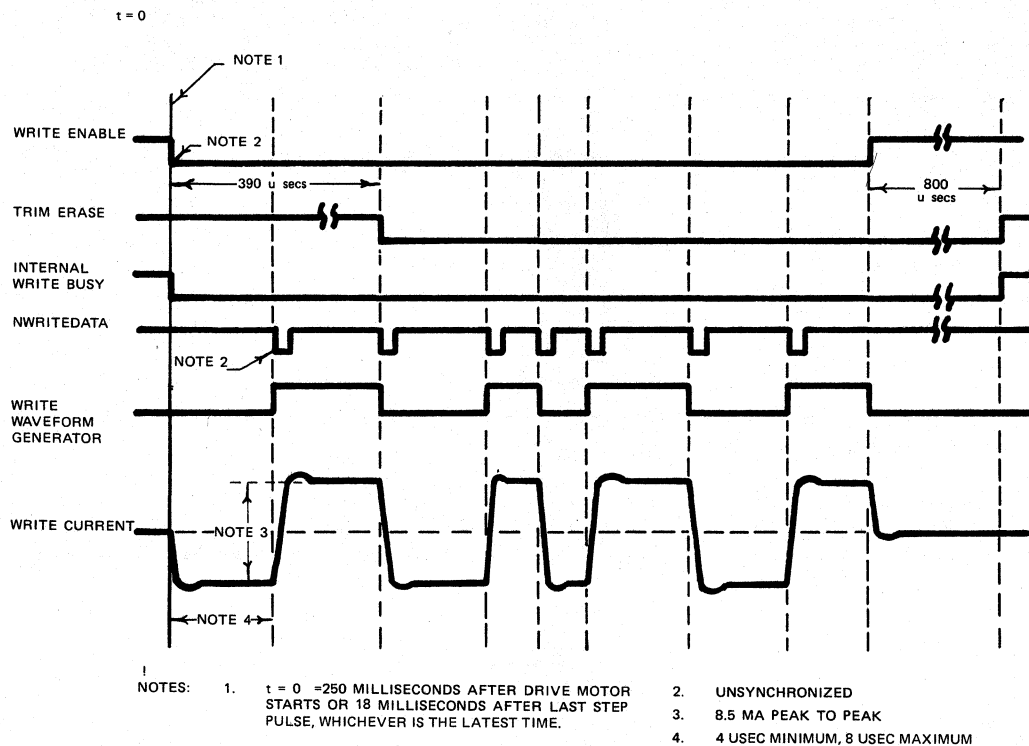 t = 0
NOTE 1
WRITE ENABLE
NOTE 2
390 u secs
800
u secs
TRIM ERASE
INTERNAL
WRITE BUSY
NWRITEDATA
NOTE 2
WRITE
WAVEFORM
GENERATOR
WRITE CURRENT
NOTE 3
NOTE 4
NOTES:
1. t = 0 =250 MILLISECONDS AFTER DRIVE MOTOR
STARTS OR 18 MILLISECONDS AFTER LAST STEP
PULSE, WHICHEVER IS THE LATEST TIME.
2. UNSYNCHRONIZED
3. 8.5 MA PEAK TO PEAK
4. 4 USEC MINIMUM, 8 USEC MAXIMUM